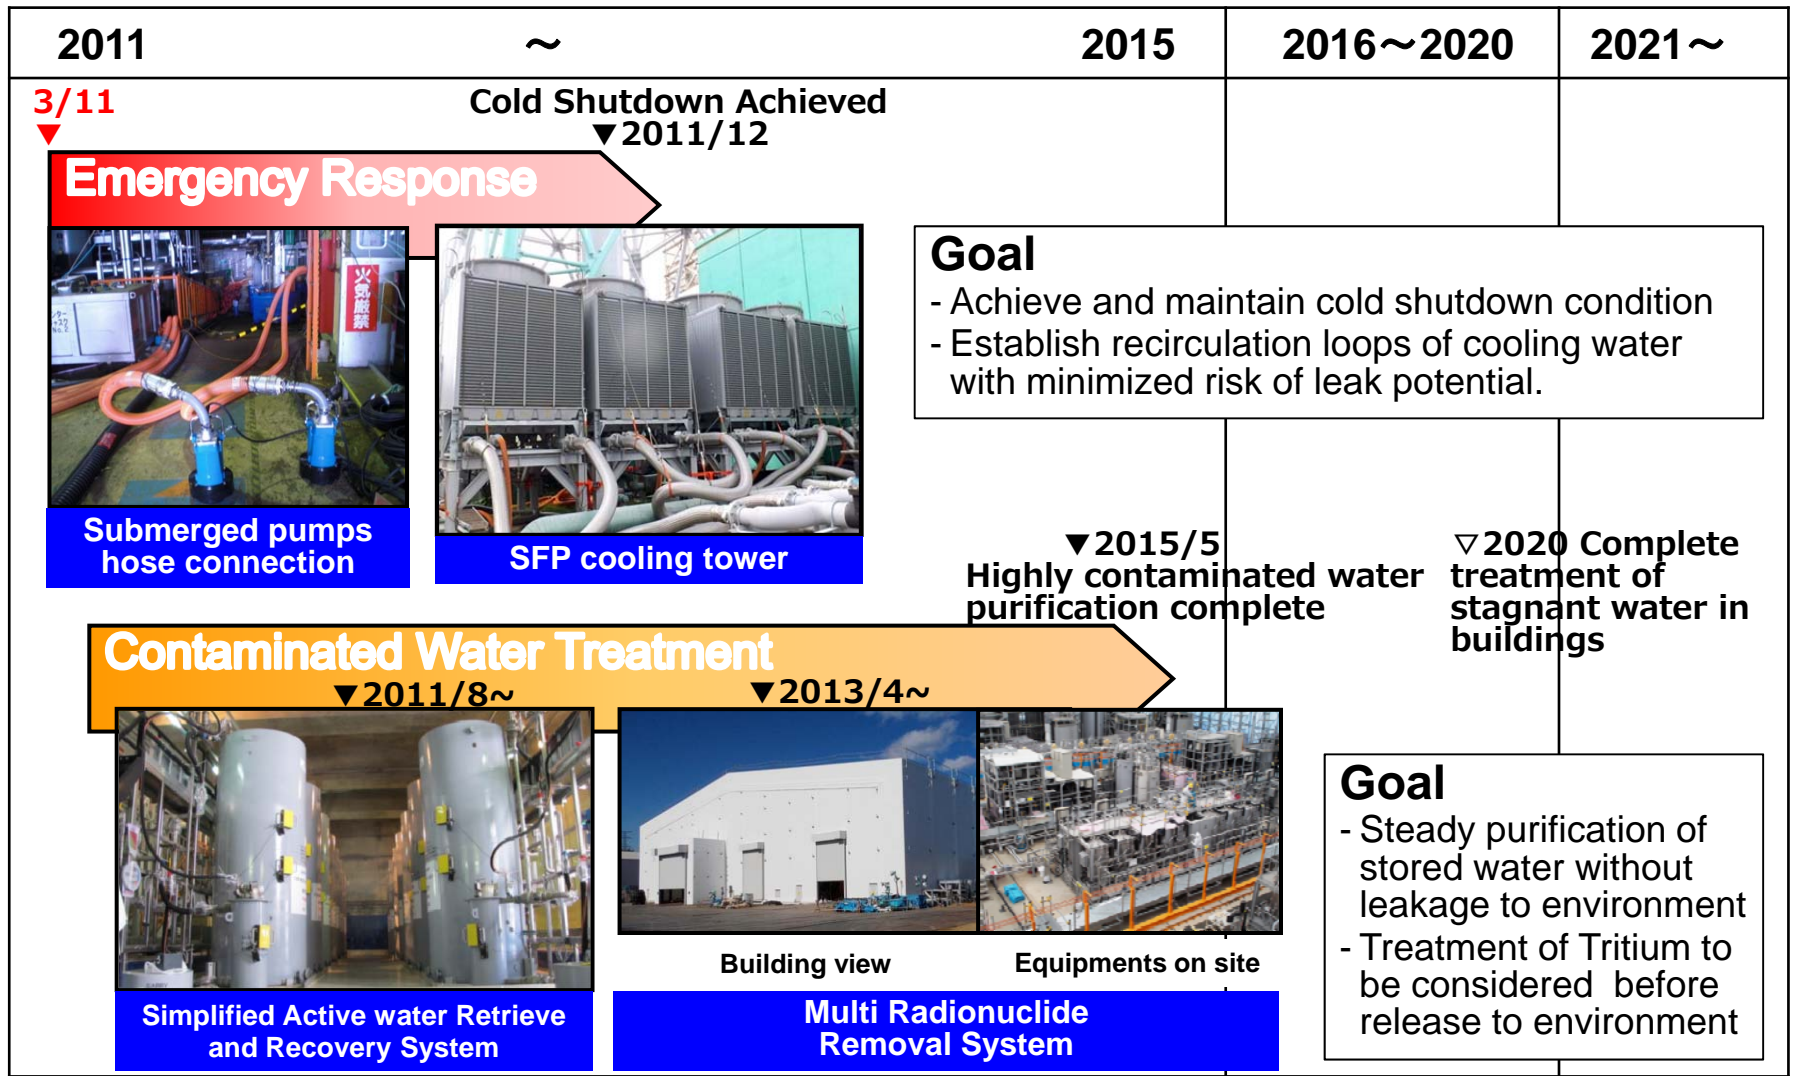 2011 ～ 2015 2016～2020 2021～
3/11
▼
Cold Shutdown Achieved
▼2011/12
Emergency Response
火気厳禁
Submerged pumps
hose connection
SFP cooling tower
Goal
- Achieve and maintain cold shutdown condition
- Establish recirculation loops of cooling water
with minimized risk of leak potential.
▼2015/5
Highly contaminated water
purification complete
▽2020 Complete
treatment of
stagnant water in
buildings
Contaminated Water Treatment
▼2011/8~
▼2013/4~
Building view
Equipments on site
Simplified Active water Retrieve
and Recovery System
Multi Radionuclide
Removal System
Goal
- Steady purification of
stored water without
leakage to environment
- Treatment of Tritium to
be considered before
release to environment